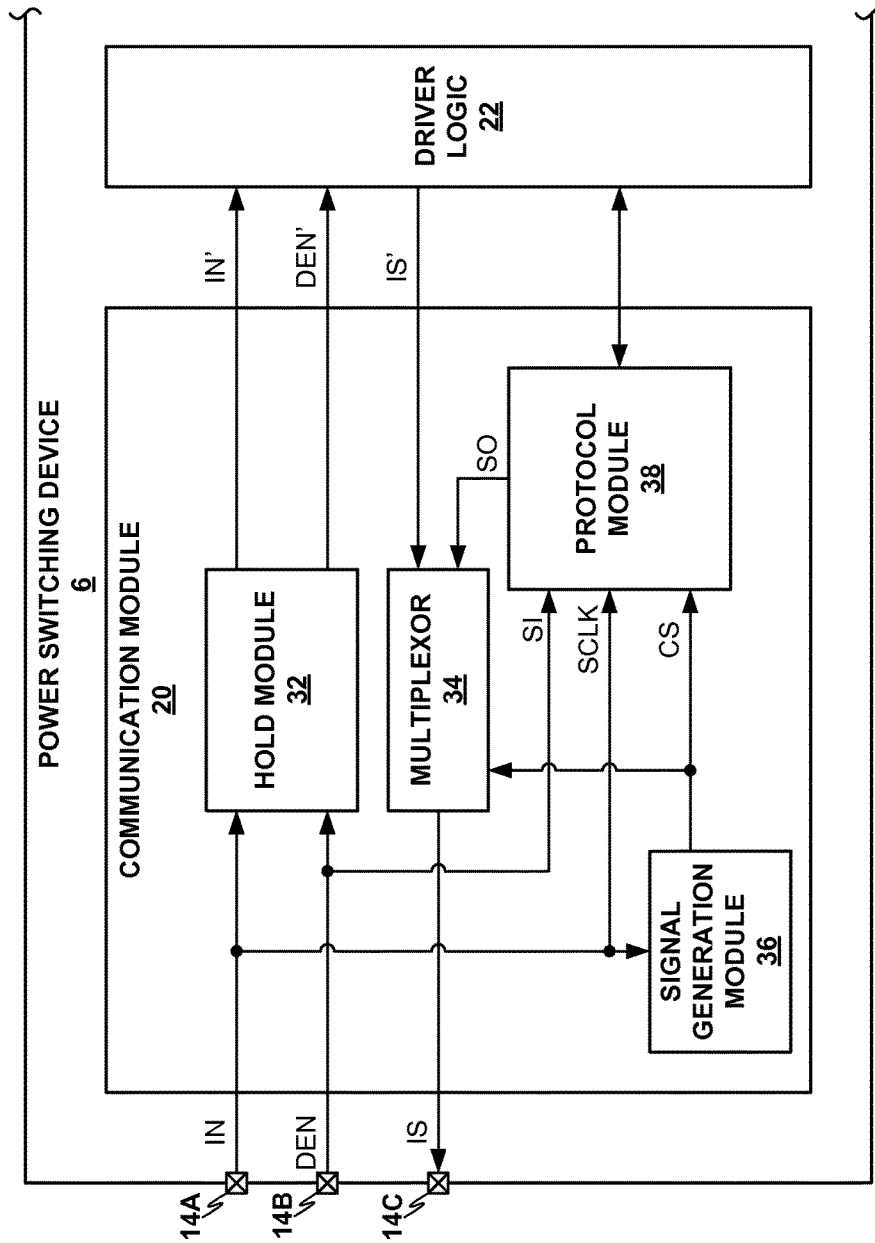 POWER SWITCHING DEVICE
6
COMMUNICATION MODULE
20
14A
IN
14B
DEN
14C
IS
HOLD MODULE
32
MULTIPLEXOR
34
SIGNAL
GENERATION
MODULE
36
SI
SCLK
CS
SO
PROTOCOL
MODULE
38
IN'
DEN'
IS'
DRIVER
LOGIC
22